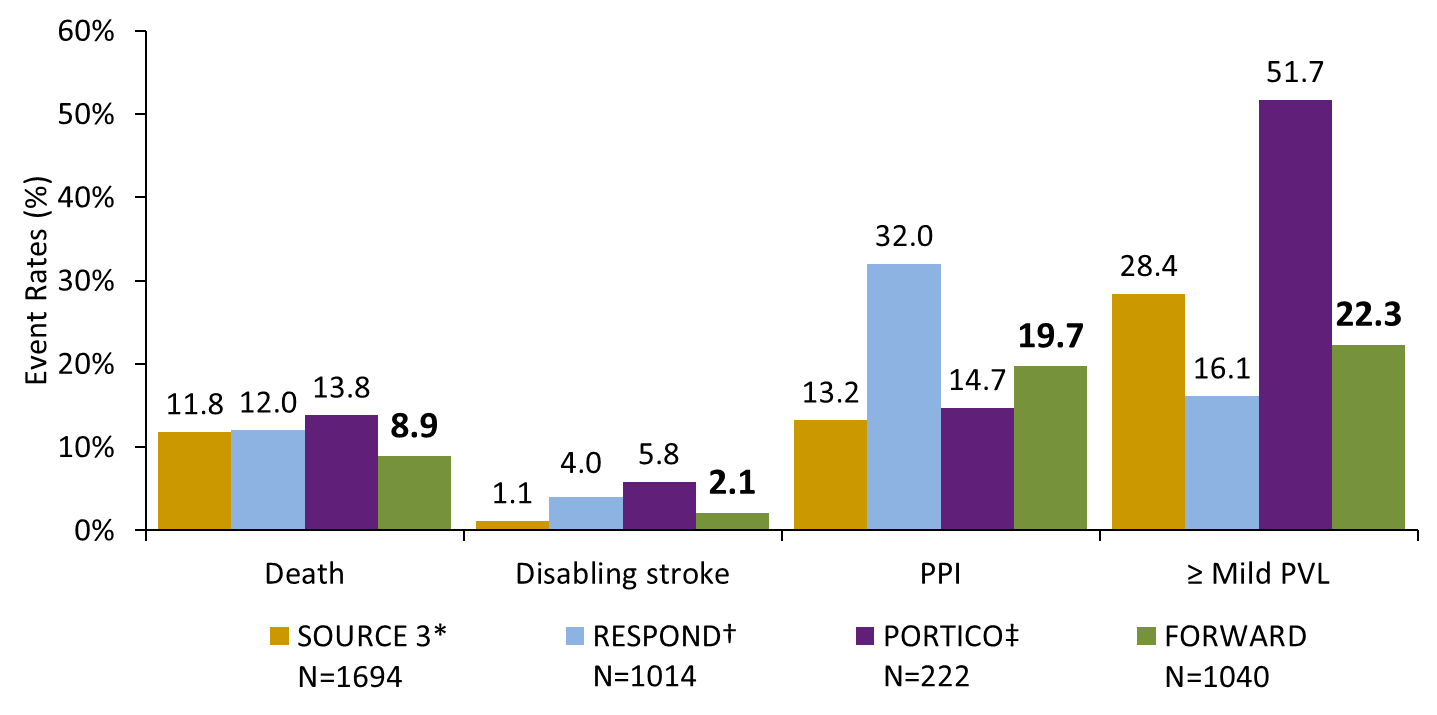 60%
50%
40%
30%
20%
10%
0%
Event Rates (%)
11.8
12.0
13.8
8.9
1.1
4.0
5.8
2.1
13.2
32.0
14.7
19.7
28.4
16.1
51.7
22.3
Death
Disabling stroke
PPI
≥ Mild PVL
SOURCE 3*
N=1694
RESPOND†
N=1014
PORTICO‡
N=222
FORWARD
N=1040